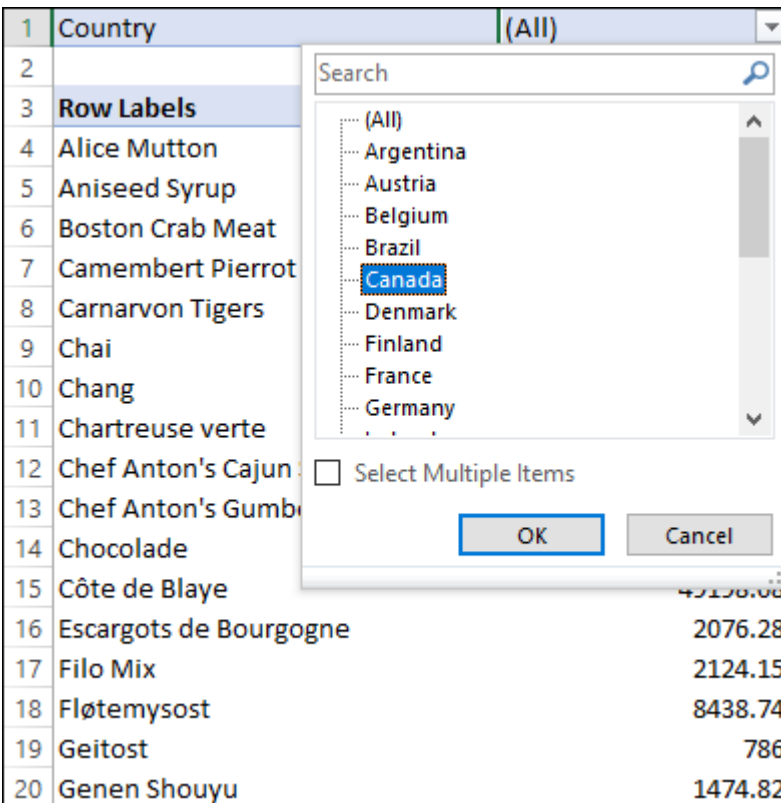 1 Country (All)
2
Search
3 Row Labels
(All)
4 Alice Mutton
Argentina
5 Aniseed Syrup
Austria
6 Boston Crab Meat
Belgium
Brazil
7 Camembert Pierrot
Canada
8 Carnarvon Tigers
Denmark
9 Chai
Finland
10 Chang
France
11 Chartreuse verte
Germany
12 Chef Anton's Cajun
Select Multiple Items
13 Chef Anton's
OK Cancel
14 Chocolade
15 Côte de Blaye
16 Escargots de Bourgogne 2076.28
17 Filo Mix 2124.15
18 Fløtemysost 8438.74
19 Geitost 786
20 Genen Shouyu 1474.82